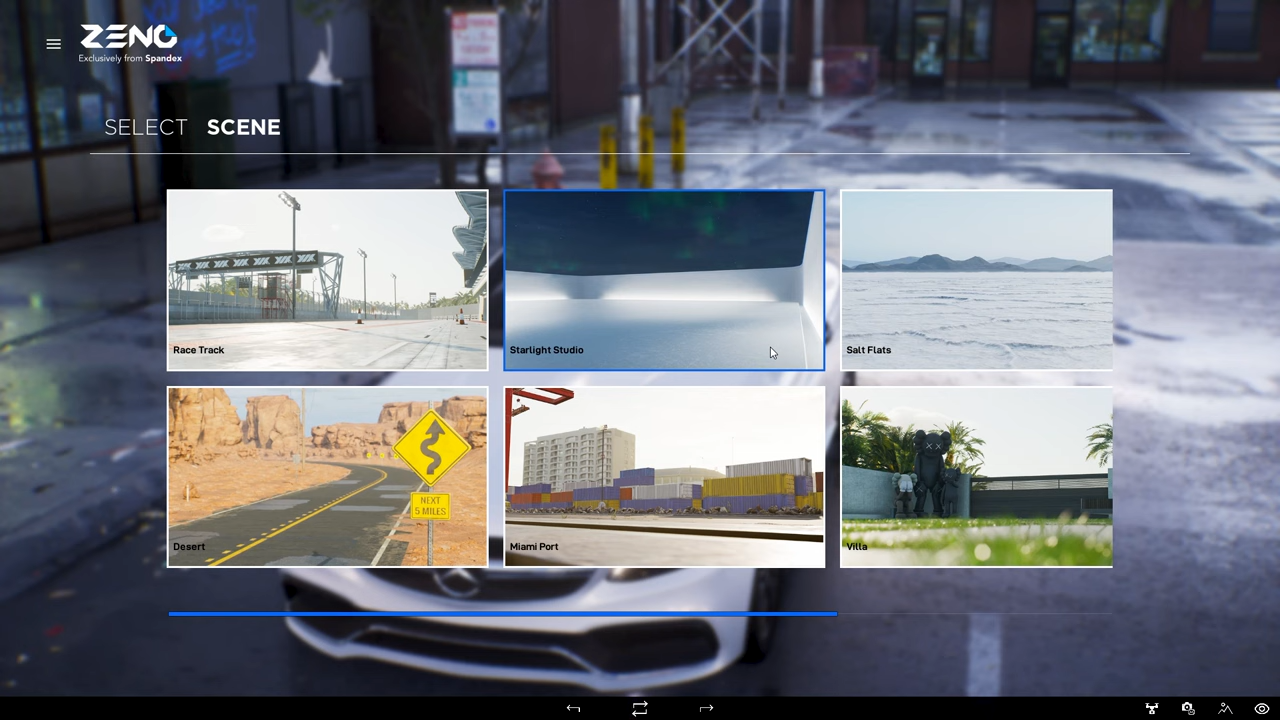 ZENO
Exclusively from Spandex
SELECT SCENE
Race Track
Starlight Studio
Salt Flats
NEXT
5 MILES
Desert
Miami Port
Villa